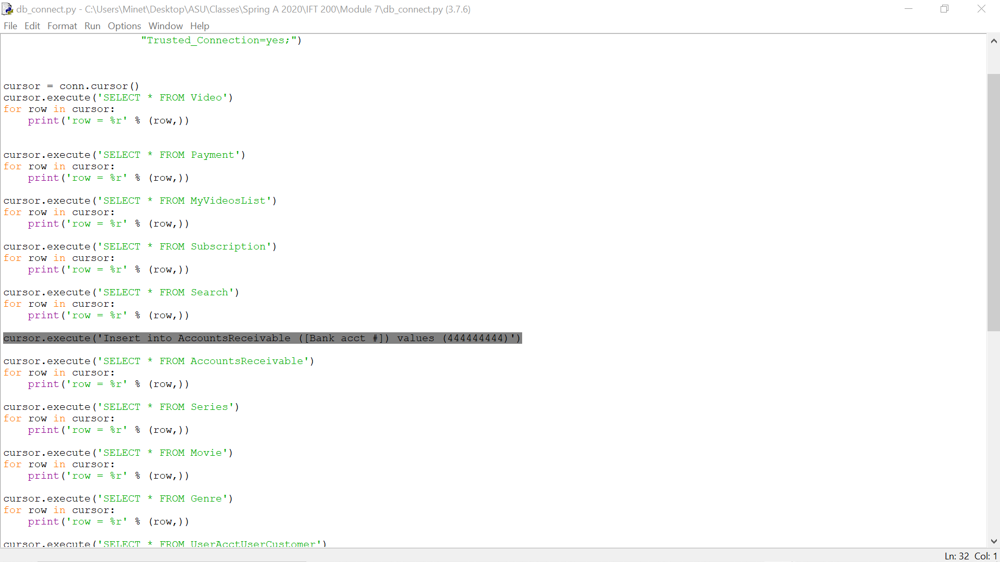 db_connect.py - C:\Users\Minet\Desktop\ASU\Classes\Spring A 2020\IFT 200\Module 7\db_connect.py (3.7.6)
File Edit Format Run Options Window Help
"Trusted_Connection=yes;")
cursor = conn.cursor()
cursor.execute('SELECT * FROM Video')
for row in cursor:
    print('row = %r' % (row,))
cursor.execute('SELECT * FROM Payment')
for row in cursor:
    print('row = %r' % (row,))
cursor.execute('SELECT * FROM MyVideosList')
for row in cursor:
    print('row = %r' % (row,))
cursor.execute('SELECT * FROM Subscription')
for row in cursor:
    print('row = %r' % (row,))
cursor.execute('SELECT * FROM Search')
for row in cursor:
    print('row = %r' % (row,))
cursor.execute('Insert into AccountsReceivable ([Bank acct #]) values (444444444)')
cursor.execute('SELECT * FROM AccountsReceivable')
for row in cursor:
    print('row = %r' % (row,))
cursor.execute('SELECT * FROM Series')
for row in cursor:
    print('row = %r' % (row,))
cursor.execute('SELECT * FROM Movie')
for row in cursor:
    print('row = %r' % (row,))
cursor.execute('SELECT * FROM Genre')
for row in cursor:
    print('row = %r' % (row,))
cursor.execute('SELECT * FROM UserAcctUserCustomer')
Ln: 32 Col: 1